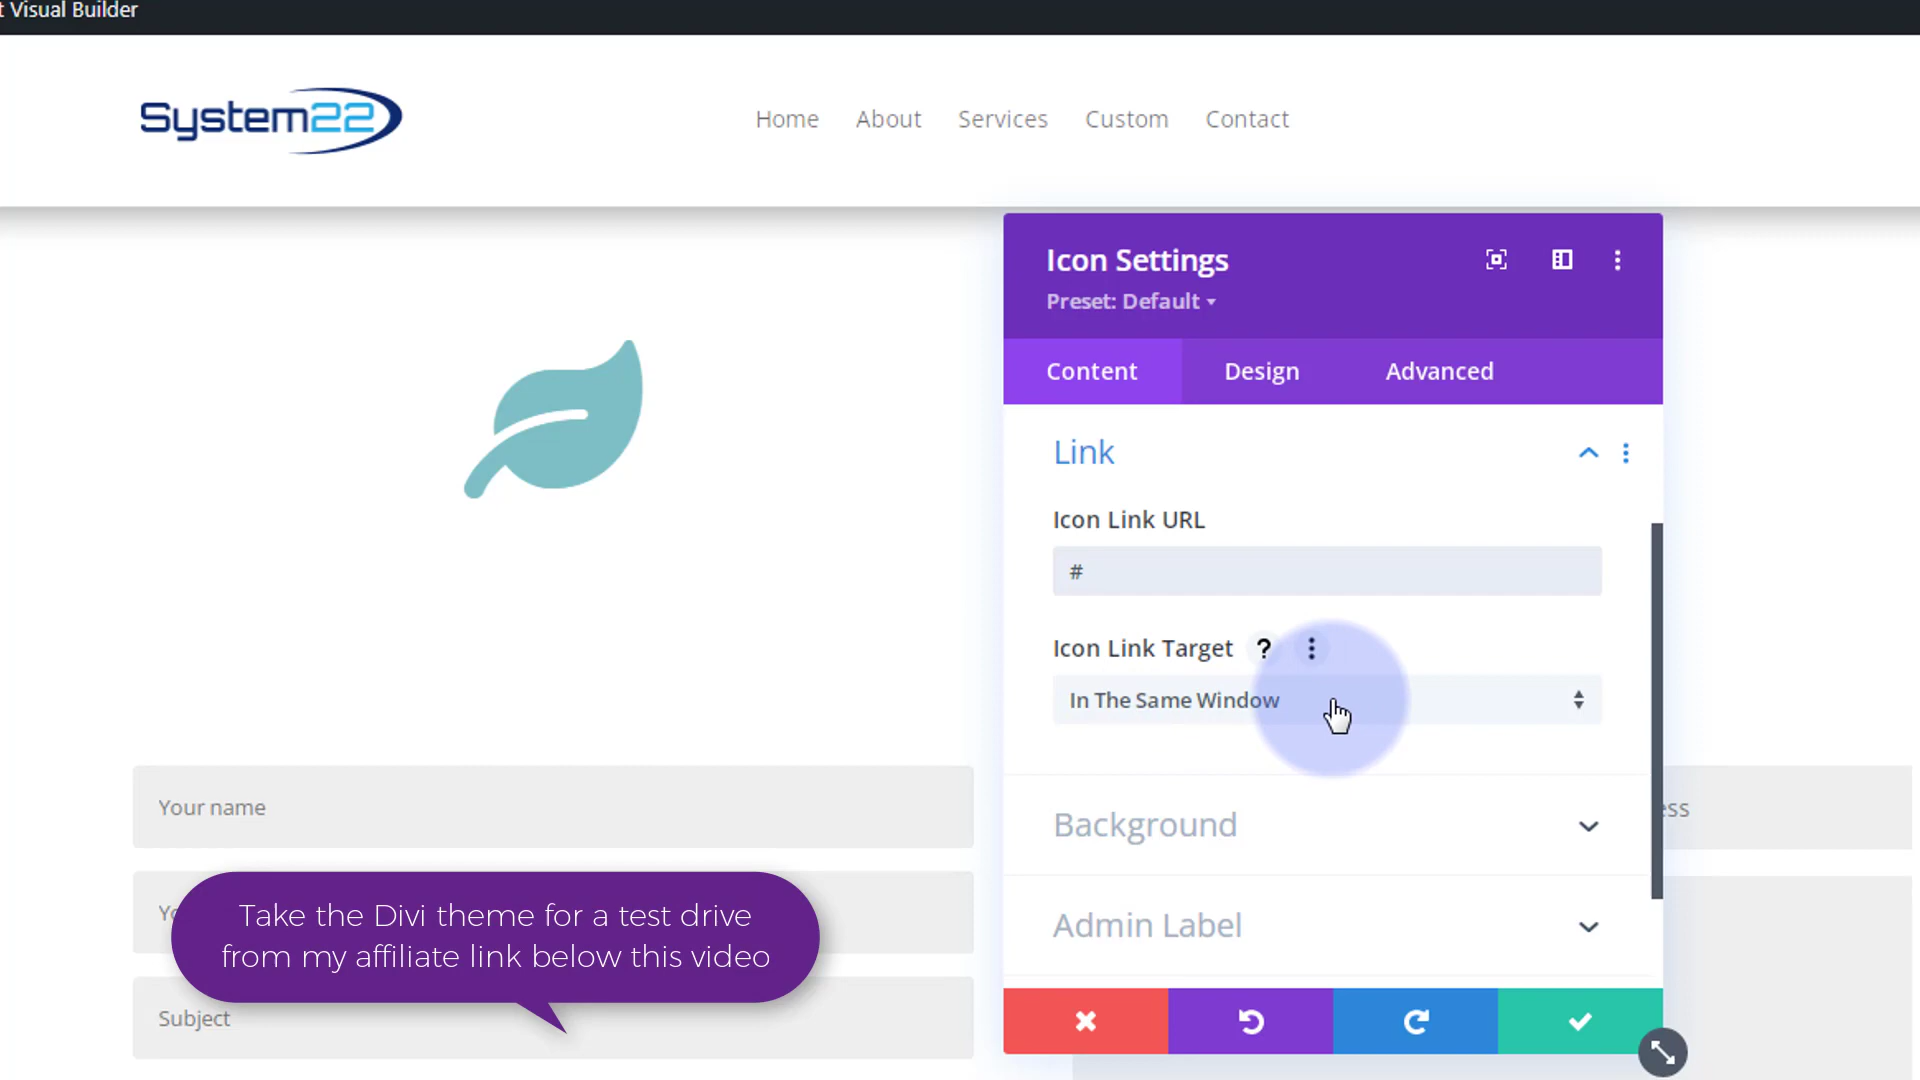 t Visual Builder
System22
Home About Services Custom Contact
Icon Settings
Preset: Default
Content Design Advanced
Link
Icon Link URL
#
Icon Link Target ?
In The Same Window
Background
Admin Label
Your name
ess
Yo
Take the Divi theme for a test drive
from my affiliate link below this video
Subject